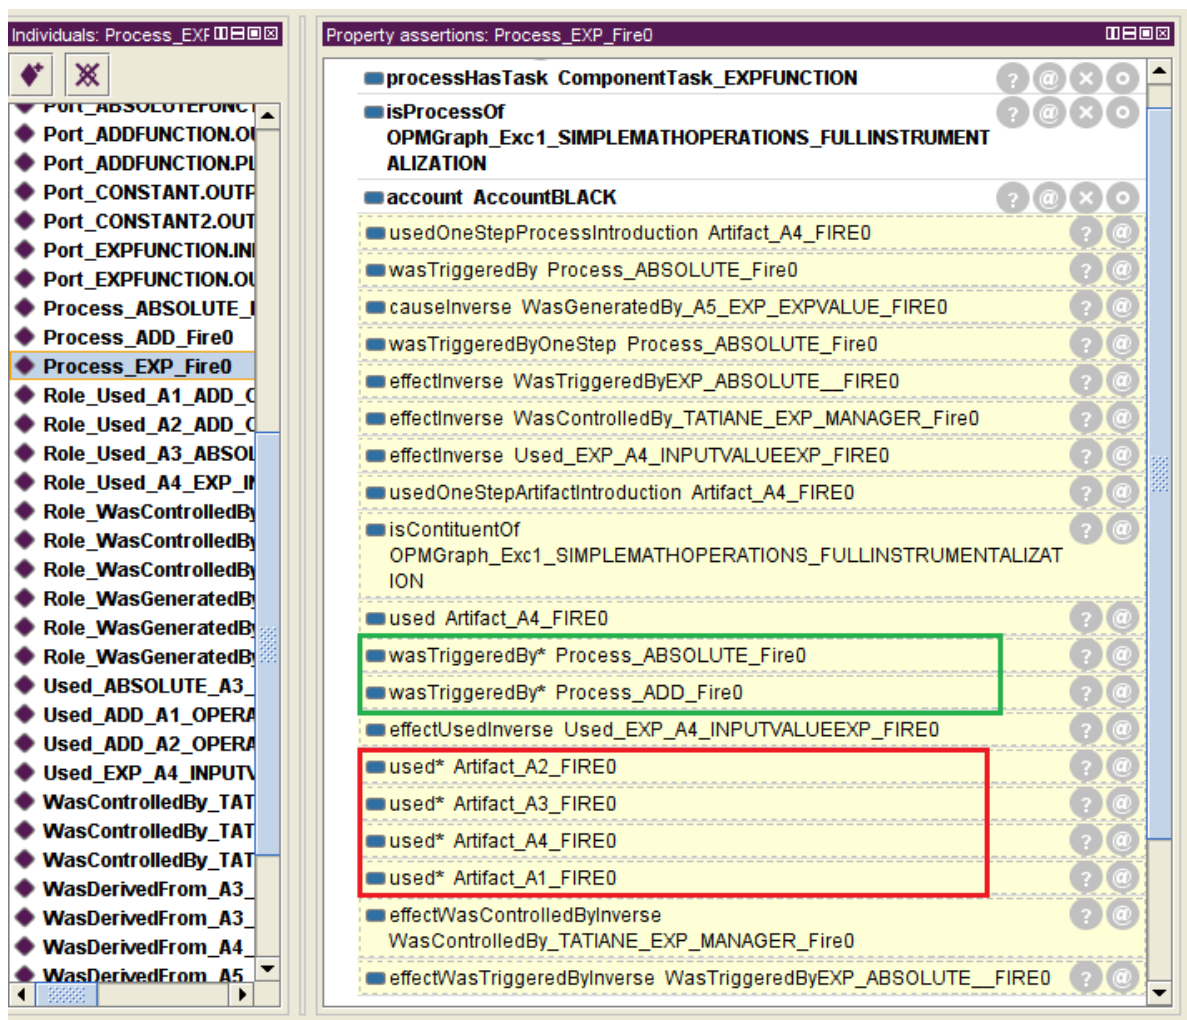 Individuals: Process_EXF
Port_ABSOLUTEFUNCT
Port_ADDFUNCTION.OU
Port_ADDFUNCTION.PL
Port_CONSTANT.OUTP
Port_CONSTANT2.OUT
Port_EXPFUNCTION.INI
Port_EXPFUNCTION.OU
Process_ABSOLUTE_I
Process_ADD_Fire0
Process_EXP_Fire0
Role_Used_A1_ADD_C
Role_Used_A2_ADD_C
Role_Used_A3_ABSOL
Role_Used_A4_EXP_IN
Role_WasControlledBy
Role_WasControlledBy
Role_WasControlledBy
Role_WasGeneratedBy
Role_WasGeneratedBy
Role_WasGeneratedBy
Used_ABSOLUTE_A3_
Used_ADD_A1_OPERA
Used_ADD_A2_OPERA
Used_EXP_A4_INPUTV
WasControlledBy_TAT
WasControlledBy_TAT
WasControlledBy_TAT
WasDerivedFrom_A3_
WasDerivedFrom_A3_
WasDerivedFrom_A4_
WasDerivedFrom_A5
Property assertions: Process_EXP_Fire0
processHasTask ComponentTask_EXPFUNCTION ? @ × o
isProcessOf ? @ × o
OPMGraph_Exc1_SIMPLEMATHOPERATIONS_FULLINSTRUMENT
ALIZATION
account AccountBLACK ? @ × o
usedOneStepProcessIntroduction Artifact_A4_FIRE0 ? @
wasTriggeredBy Process_ABSOLUTE_Fire0 ? @
causeInverse WasGeneratedBy_A5_EXP_EXPVALUE_FIRE0 ? @
wasTriggeredByOneStep Process_ABSOLUTE_Fire0 ? @
effectInverse WasTriggeredByEXP_ABSOLUTE__FIRE0 ? @
effectInverse WasControlledBy_TATIANE_EXP_MANAGER_Fire0 ? @
effectInverse Used_EXP_A4_INPUTVALUEEXP_FIRE0 ? @
usedOneStepArtifactIntroduction Artifact_A4_FIRE0 ? @
isContituentOf ? @
OPMGraph_Exc1_SIMPLEMATHOPERATIONS_FULLINSTRUMENTALIZAT
ION
used Artifact_A4_FIRE0 ? @
wasTriggeredBy* Process_ABSOLUTE_Fire0 ? @
wasTriggeredBy* Process_ADD_Fire0 ? @
effectUsedInverse Used_EXP_A4_INPUTVALUEEXP_FIRE0 ? @
used* Artifact_A2_FIRE0 ? @
used* Artifact_A3_FIRE0 ? @
used* Artifact_A4_FIRE0 ? @
used* Artifact_A1_FIRE0 ? @
effectWasControlledByInverse ? @
WasControlledBy_TATIANE_EXP_MANAGER_Fire0
effectWasTriggeredByInverse WasTriggeredByEXP_ABSOLUTE__FIRE0 ? @